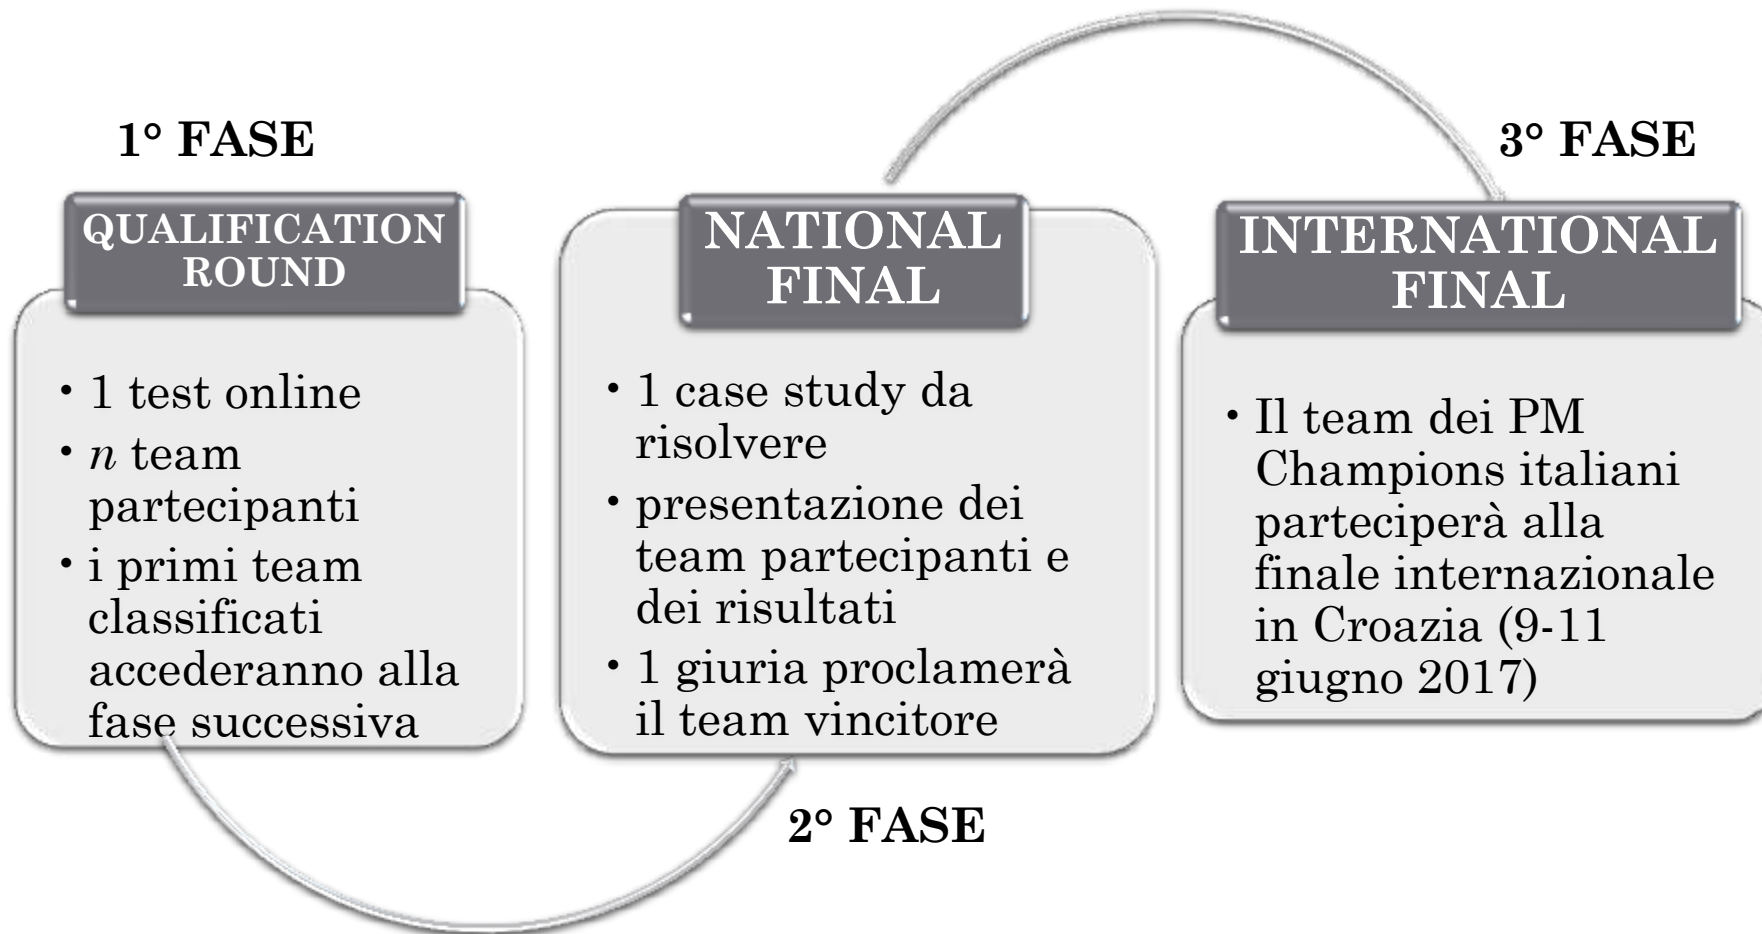 1° FASE
QUALIFICATION
ROUND
• 1 test online
• n team
partecipanti
• i primi team
classificati
accederanno alla
fase successiva
NATIONAL
FINAL
• 1 case study da
risolvere
• presentazione dei
team partecipanti e
dei risultati
• 1 giuria proclamerà
il team vincitore
2° FASE
3° FASE
INTERNATIONAL
FINAL
• Il team dei PM
Champions italiani
parteciperà alla
finale internazionale
in Croazia (9-11
giugno 2017)